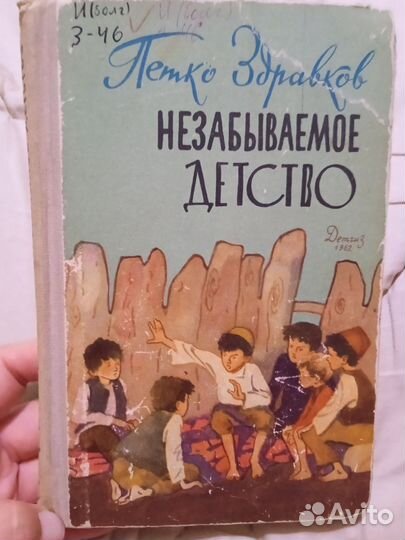 И(болг)
З-46
Петко Здравков
НЕЗАБЫВАЕМОЕ
ДЕТСТВО
Детгиз
1962
Avito